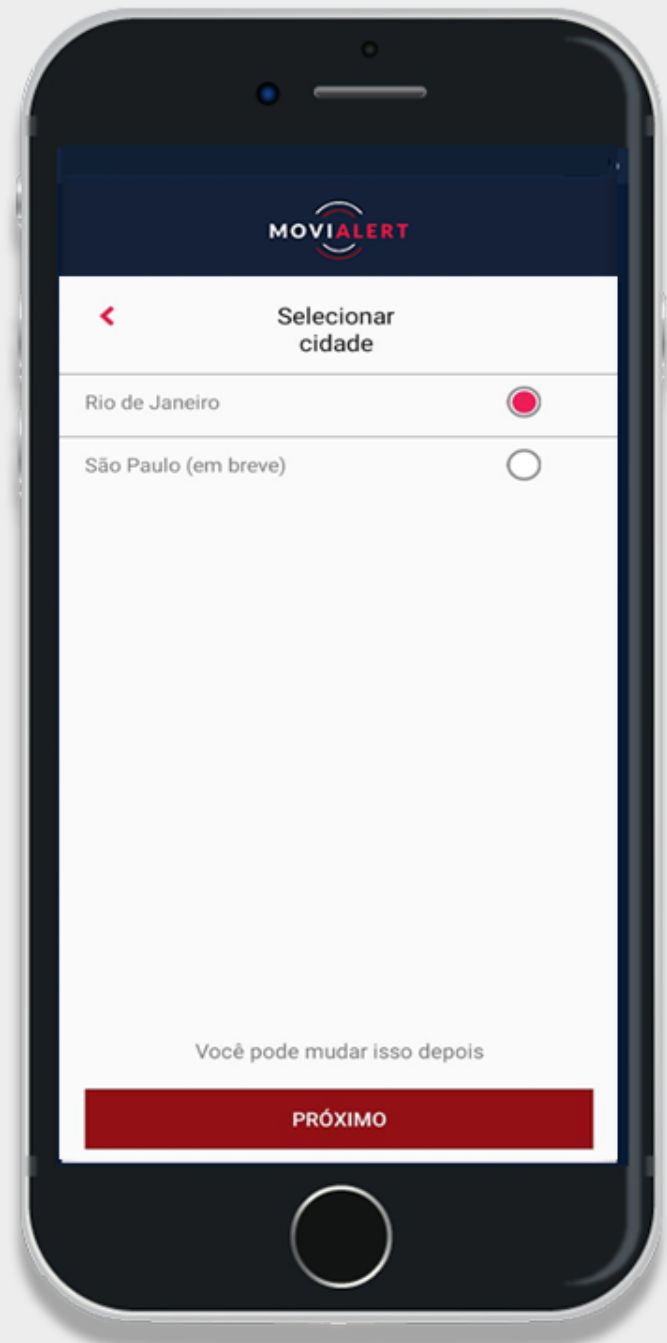 MOVIALERT
Selecionar
cidade
Rio de Janeiro
São Paulo (em breve)
Você pode mudar isso depois
PRÓXIMO